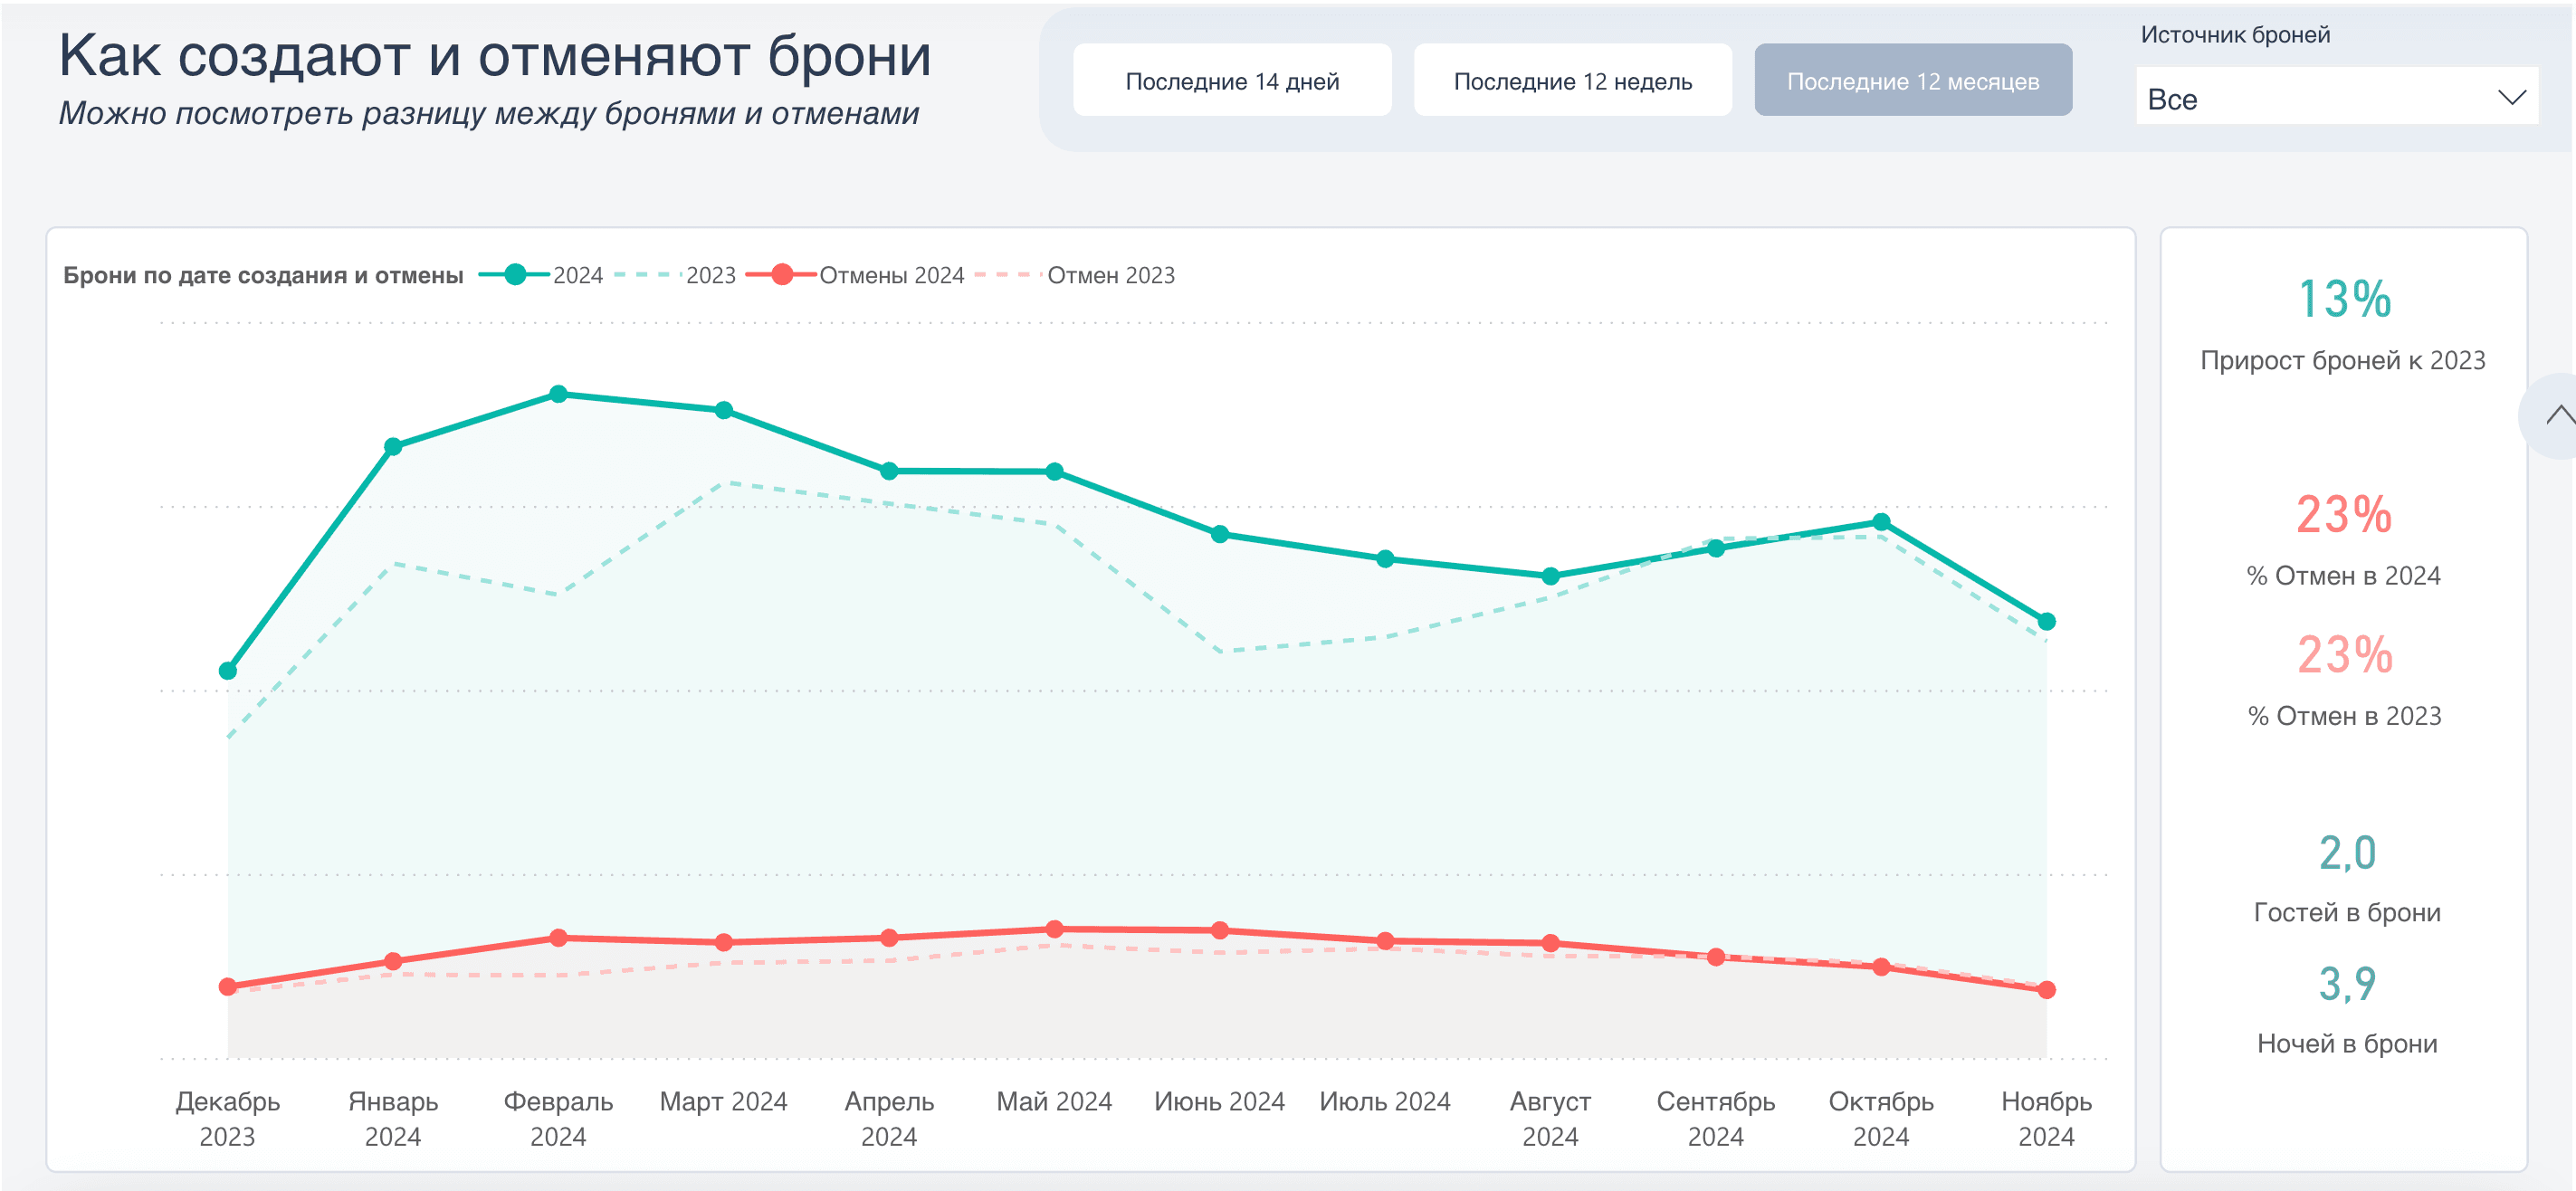 Как создают и отменяют брони
Можно посмотреть разницу между бронями и отменами
Последние 14 дней
Последние 12 недель
Последние 12 месяцев
Источник броней
Все
Брони по дате создания и отмены
2024
2023
Отмены 2024
Отмен 2023
Декабрь
2023
Январь
2024
Февраль
2024
Март 2024
Апрель
2024
Май 2024
Июнь 2024
Июль 2024
Август
2024
Сентябрь
2024
Октябрь
2024
Ноябрь
2024
13%
Прирост броней к 2023
23%
% Отмен в 2024
23%
% Отмен в 2023
2,0
Гостей в брони
3,9
Ночей в брони